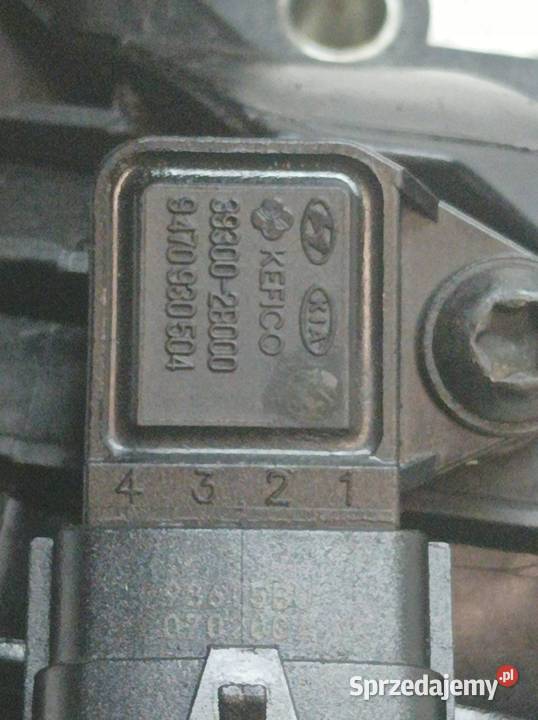 KIA
KEFICO
39300-2B000
9470930504
4 3 2 1
Sprzedajemy.pl